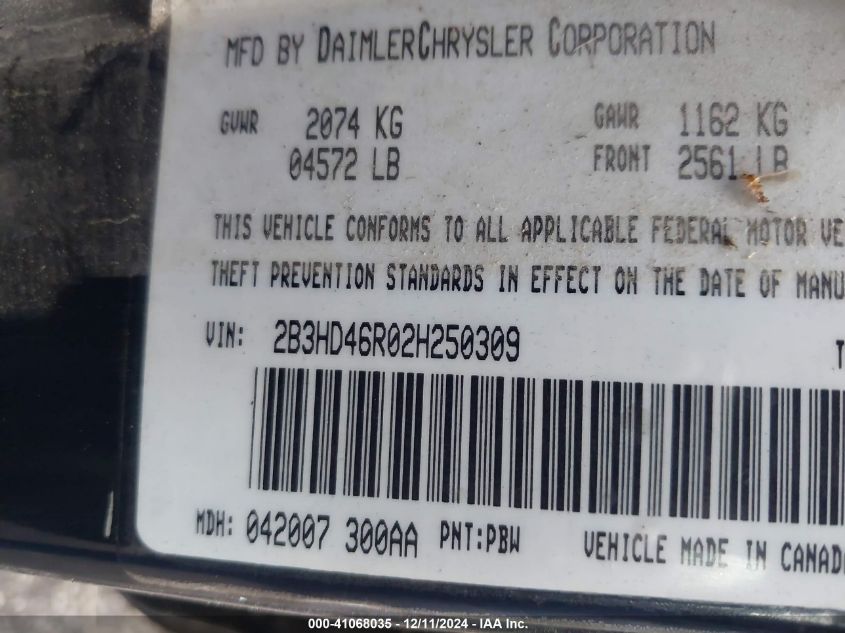 MFD BY DAIMLERCHRYSLER CORPORATION
GVWR 2074 KG GAWR 1162 KG
04572 LB FRONT 2561 LB
THIS VEHICLE CONFORMS TO ALL APPLICABLE FEDERAL MOTOR VE
THEFT PREVENTION STANDARDS IN EFFECT ON THE DATE OF MANU
VIN: 2B3HD46R02H250309 T
MDH: 042007 300AA PNT:PBW VEHICLE MADE IN CANADA
000-41068035 - 12/11/2024 - IAA Inc.